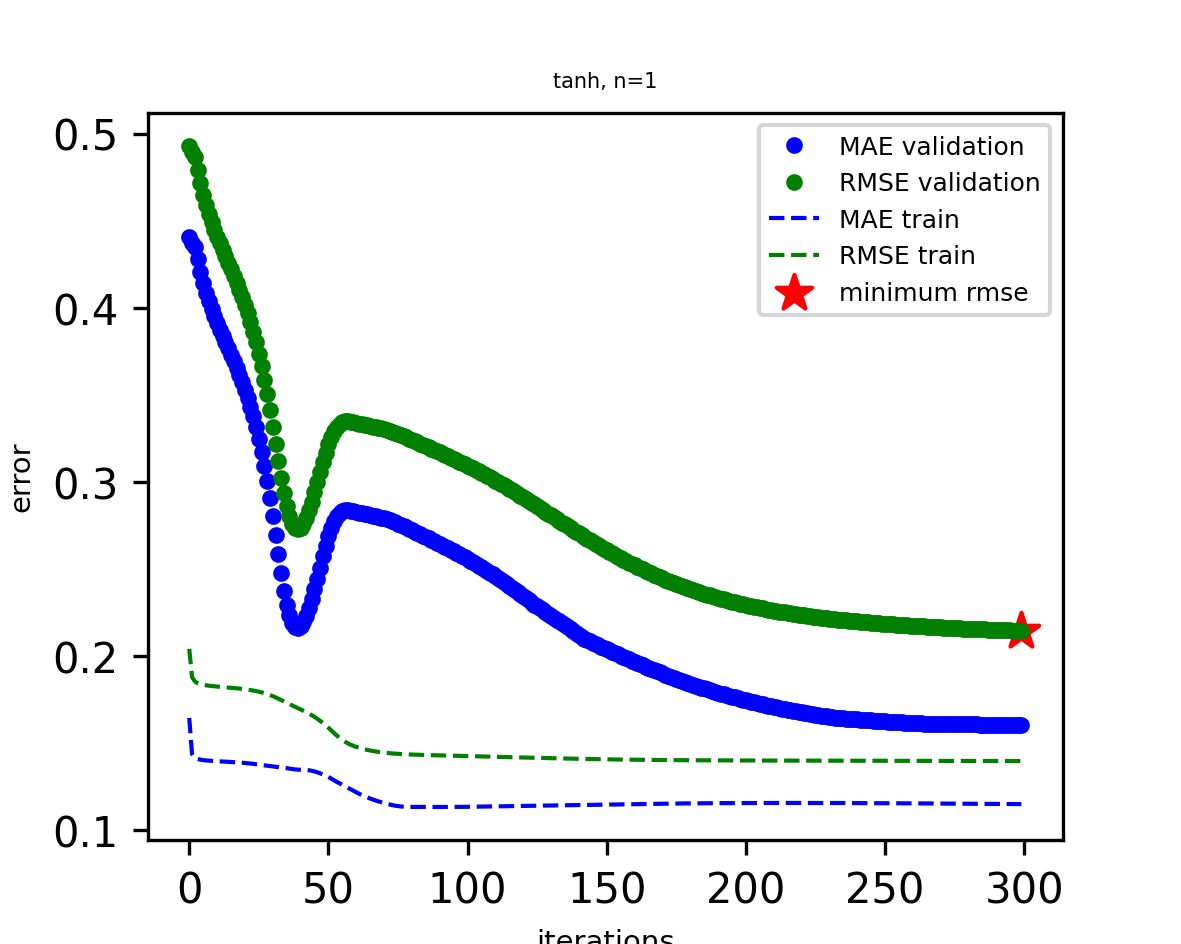 tanh, n=1
0.5
0.4
0.3
0.2
0.1
error
MAE validation
RMSE validation
MAE train
RMSE train
minimum rmse
0 50 100 150 200 250 300
iterations